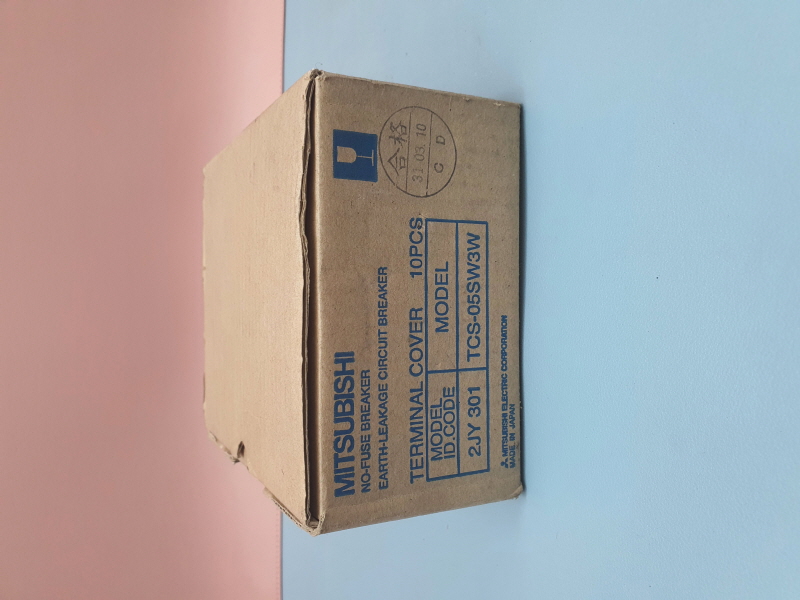 MITSUBISHI
NO-FUSE BREAKER
EARTH-LEAKAGE CIRCUIT BREAKER
TERMINAL COVER 10PCS
MODEL ID.CODE MODEL
2JY 301 TCS-05SW3W
MITSUBISHI ELECTRIC CORPORATION
MADE IN JAPAN
合格
31 03. 10
G D